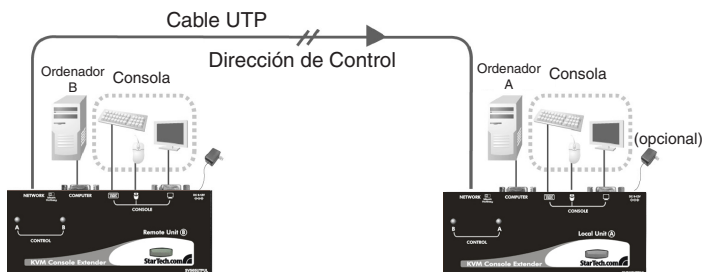 Cable UTP
Dirección de Control
Ordenador
B
Consola
NETWORK
COMPUTER
CONSOLE
A
B
CONTROL
Remote Unit (B)
StarTech.com
KVM Console Extender
SV565UTPUL
Ordenador
A
Consola
(opcional)
NETWORK
COMPUTER
CONSOLE
B
A
CONTROL
Local Unit (A)
StarTech.com
KVM Console Extender